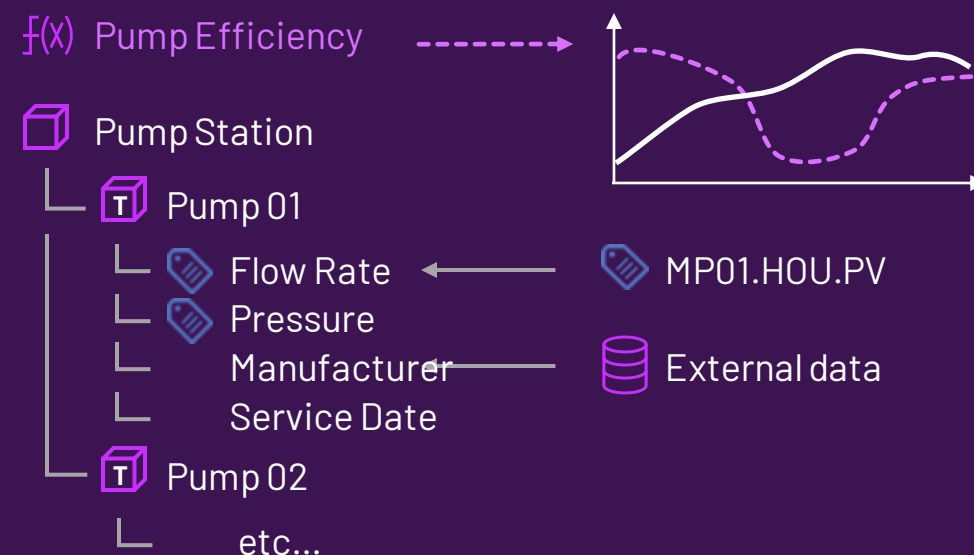 f(x) Pump Efficiency
Pump Station
T Pump 01
Flow Rate
MP01.HOU.PV
Pressure
Manufacturer
External data
Service Date
T Pump 02
etc...